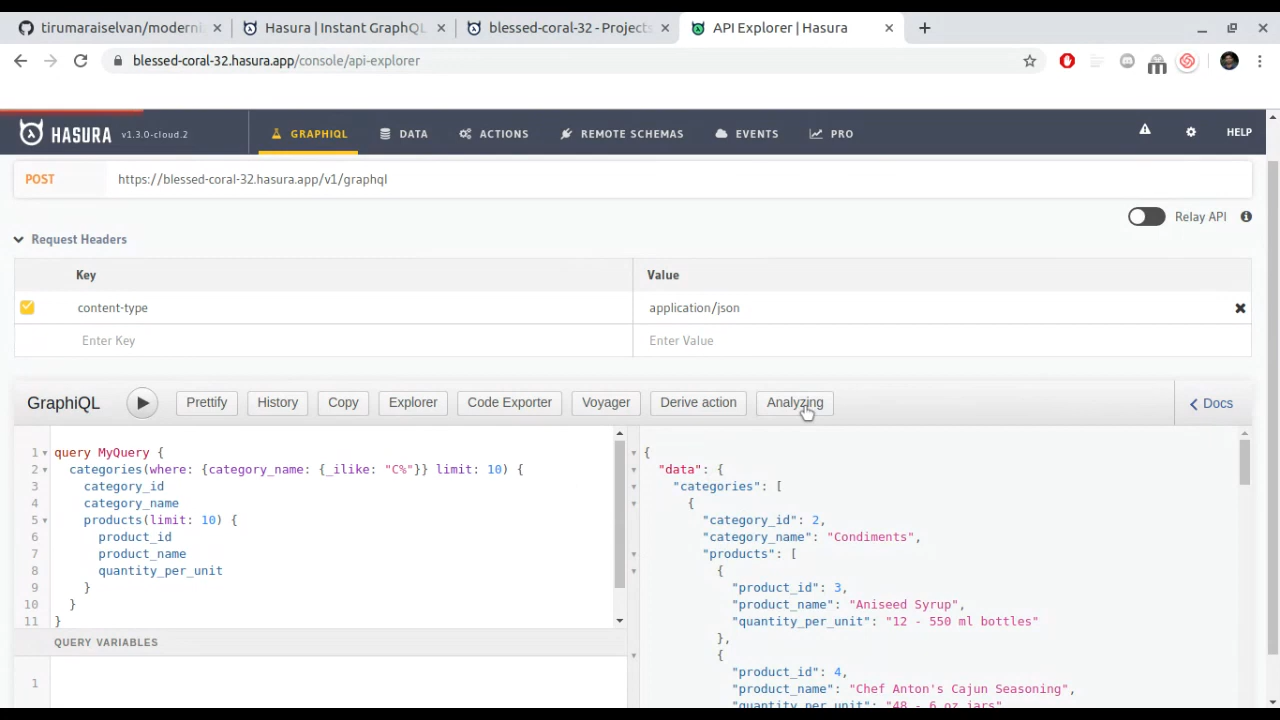 tirumaraiselvan/moderni
Hasura | Instant GraphQL
blessed-coral-32 - Projects
API Explorer | Hasura
blessed-coral-32.hasura.app/console/api-explorer
HASURA v1.3.0-cloud.2 GRAPHIQL DATA ACTIONS REMOTE SCHEMAS EVENTS PRO HELP
POST https://blessed-coral-32.hasura.app/v1/graphql
Relay API
Request Headers
Key Value
content-type application/json
Enter Key Enter Value
GraphiQL Prettify History Copy Explorer Code Exporter Voyager Derive action Analyzing Docs
1 query MyQuery {
2 categories(where: {category_name: {_ilike: "C%"}} limit: 10) {
3 category_id
4 category_name
5 products(limit: 10) {
6 product_id
7 product_name
8 quantity_per_unit
9 }
10 }
11 }
QUERY VARIABLES
1
{
"data": {
"categories": [
{
"category_id": 2,
"category_name": "Condiments",
"products": [
{
"product_id": 3,
"product_name": "Aniseed Syrup",
"quantity_per_unit": "12 - 550 ml bottles"
},
{
"product_id": 4,
"product_name": "Chef Anton's Cajun Seasoning",
"quantity_per_unit": "48 - 6 oz jars"